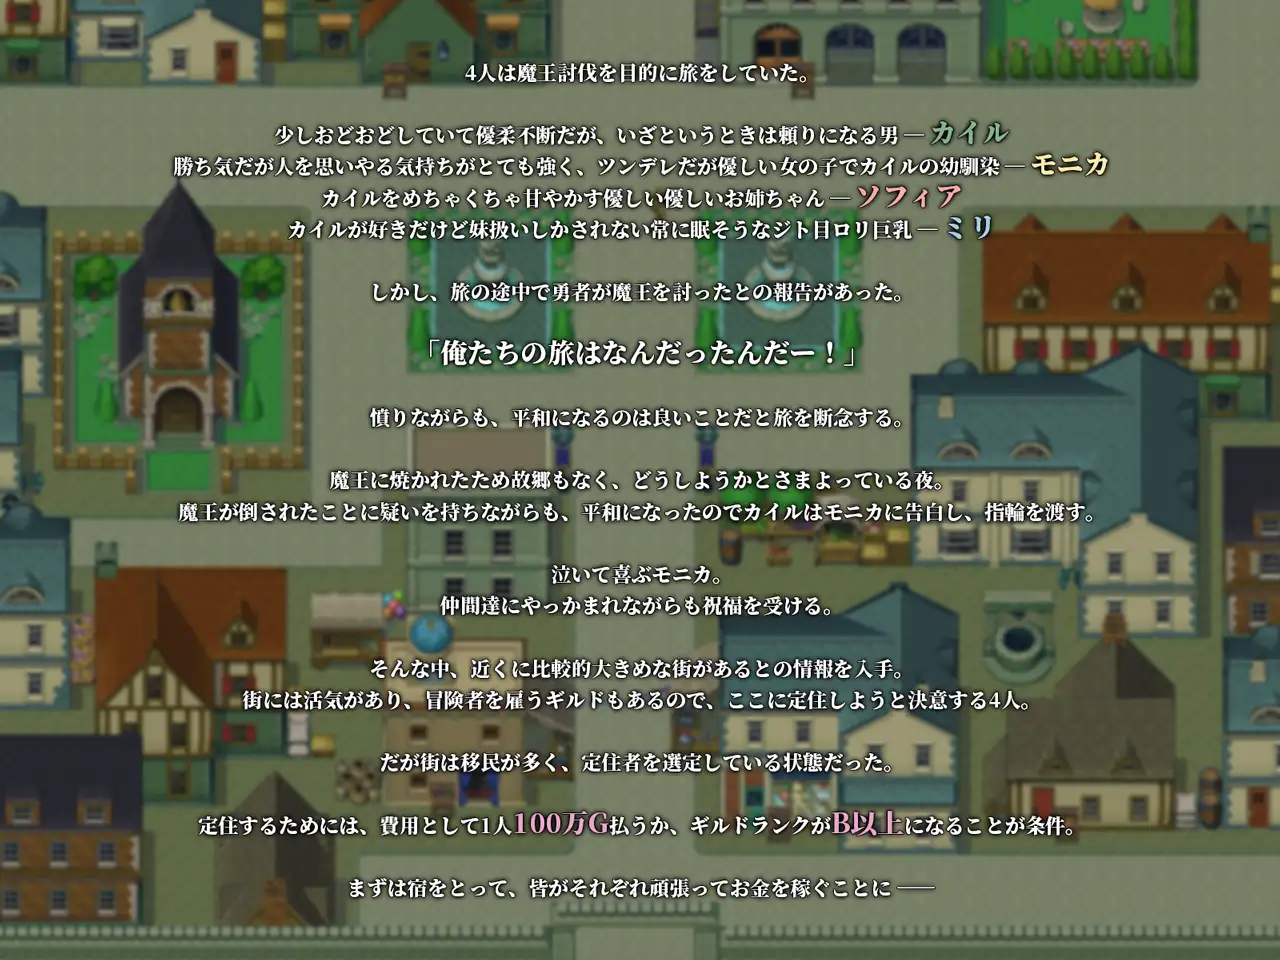 4人は魔王討伐を目的に旅をしていた。
少しおどおどしていて優柔不断だが、いざというときは頼りになる男 ― カイル
勝ち気だが人を思いやる気持ちがとても強く、ツンデレだが優しい女の子でカイルの幼馴染 ― モニカ
カイルをめちゃくちゃ甘やかす優しい優しいお姉ちゃん ― ソフィア
カイルが好きだけど妹扱いしかされない常に眠そうなジト目ロリ巨乳 ― ミリ
しかし、旅の途中で勇者が魔王を討ったとの報告があった。
「俺たちの旅はなんだったんだー！」
憤りながらも、平和になるのは良いことだと旅を断念する。
魔王に焼かれたため故郷もなく、どうしようかとさまよっている夜。
魔王が倒されたことに疑いを持ちながらも、平和になったのでカイルはモニカに告白し、指輪を渡す。
泣いて喜ぶモニカ。
仲間達にやっかまれながらも祝福を受ける。
そんな中、近くに比較的大きめな街があるとの情報を入手。
街には活気があり、冒険者を雇うギルドもあるので、ここに定住しようと決意する4人。
だが街は移民が多く、定住者を選定している状態だった。
定住するためには、費用として1人100万G払うか、ギルドランクがB以上になることが条件。
まずは宿をとって、皆がそれぞれ頑張ってお金を稼ぐことに ――